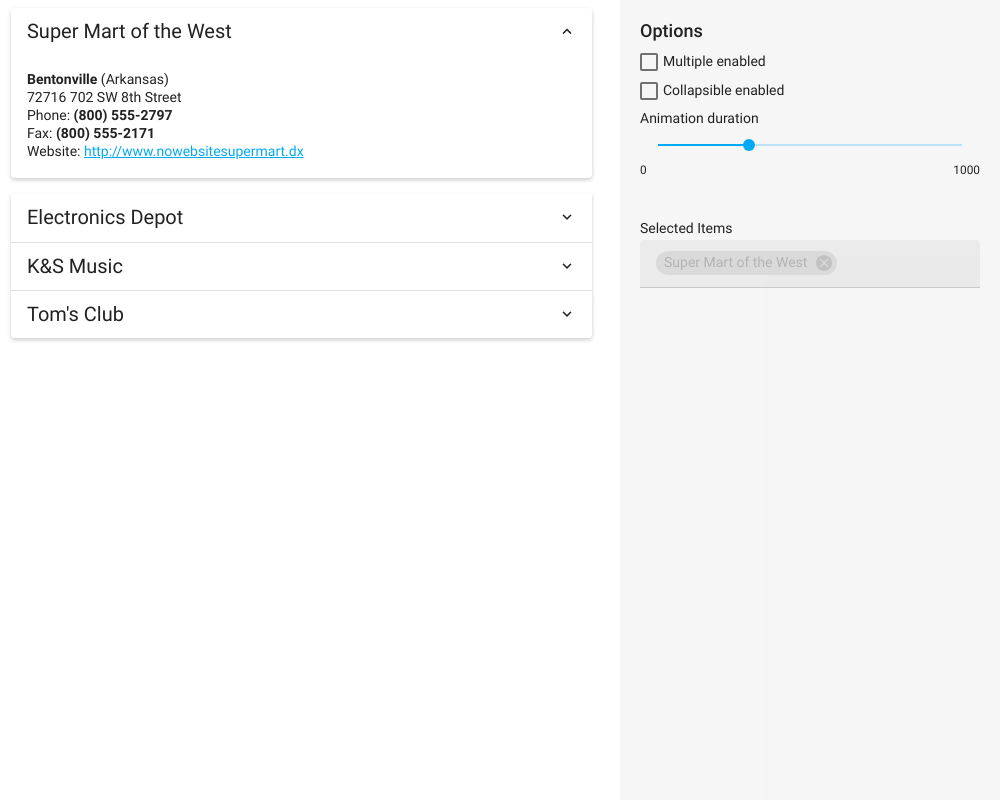 Super Mart of the West
Bentonville (Arkansas)
72716 702 SW 8th Street
Phone: (800) 555-2797
Fax: (800) 555-2171
Website: http://www.nowebsitesupermart.dx
Electronics Depot
K&S Music
Tom's Club
Options
Multiple enabled
Collapsible enabled
Animation duration
0 1000
Selected Items
Super Mart of the West